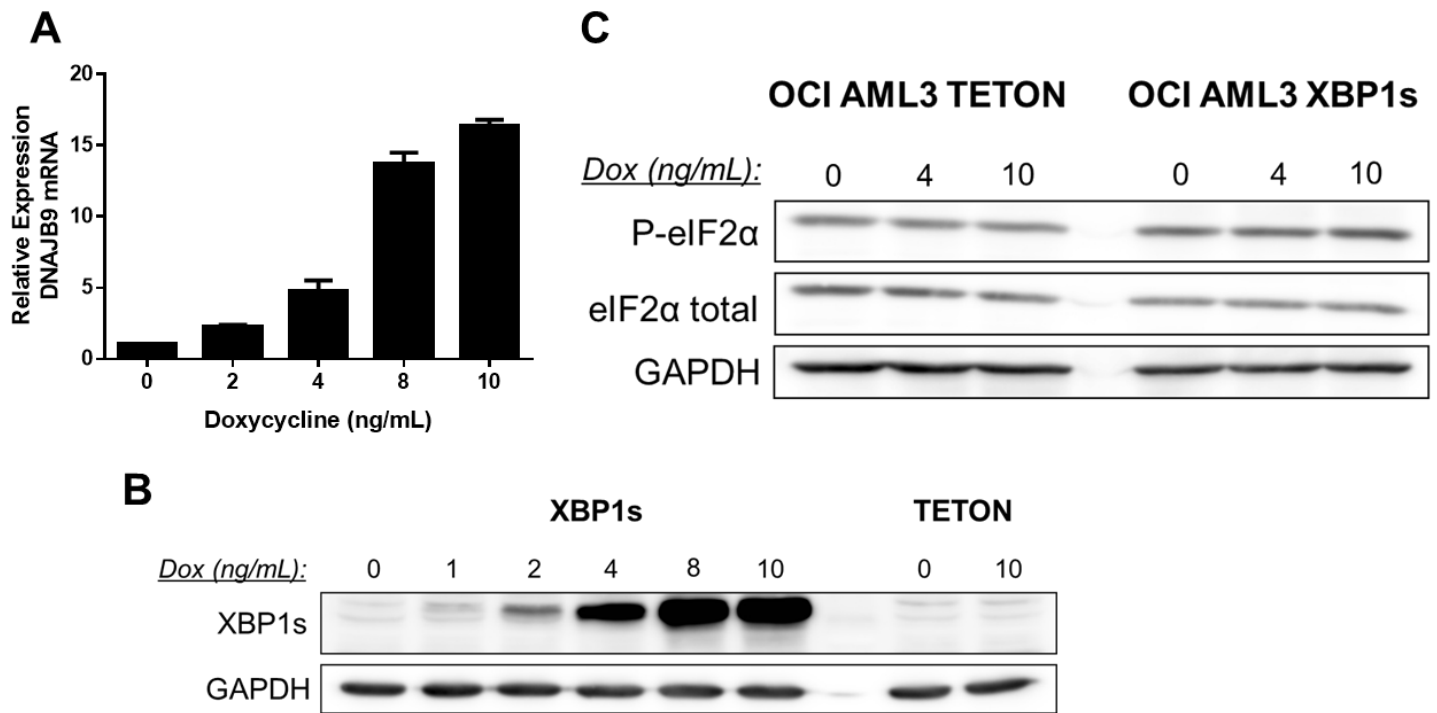 A
Relative Expression
DNAJB9 mRNA
20
15
10
5
0
0 2 4 8 10
Doxycycline (ng/mL)
C
OCI AML3 TETON OCI AML3 XBP1s
Dox (ng/mL): 0 4 10 0 4 10
P-eIF2α
eIF2α total
GAPDH
B
XBP1s TETON
Dox (ng/mL): 0 1 2 4 8 10 0 10
XBP1s
GAPDH